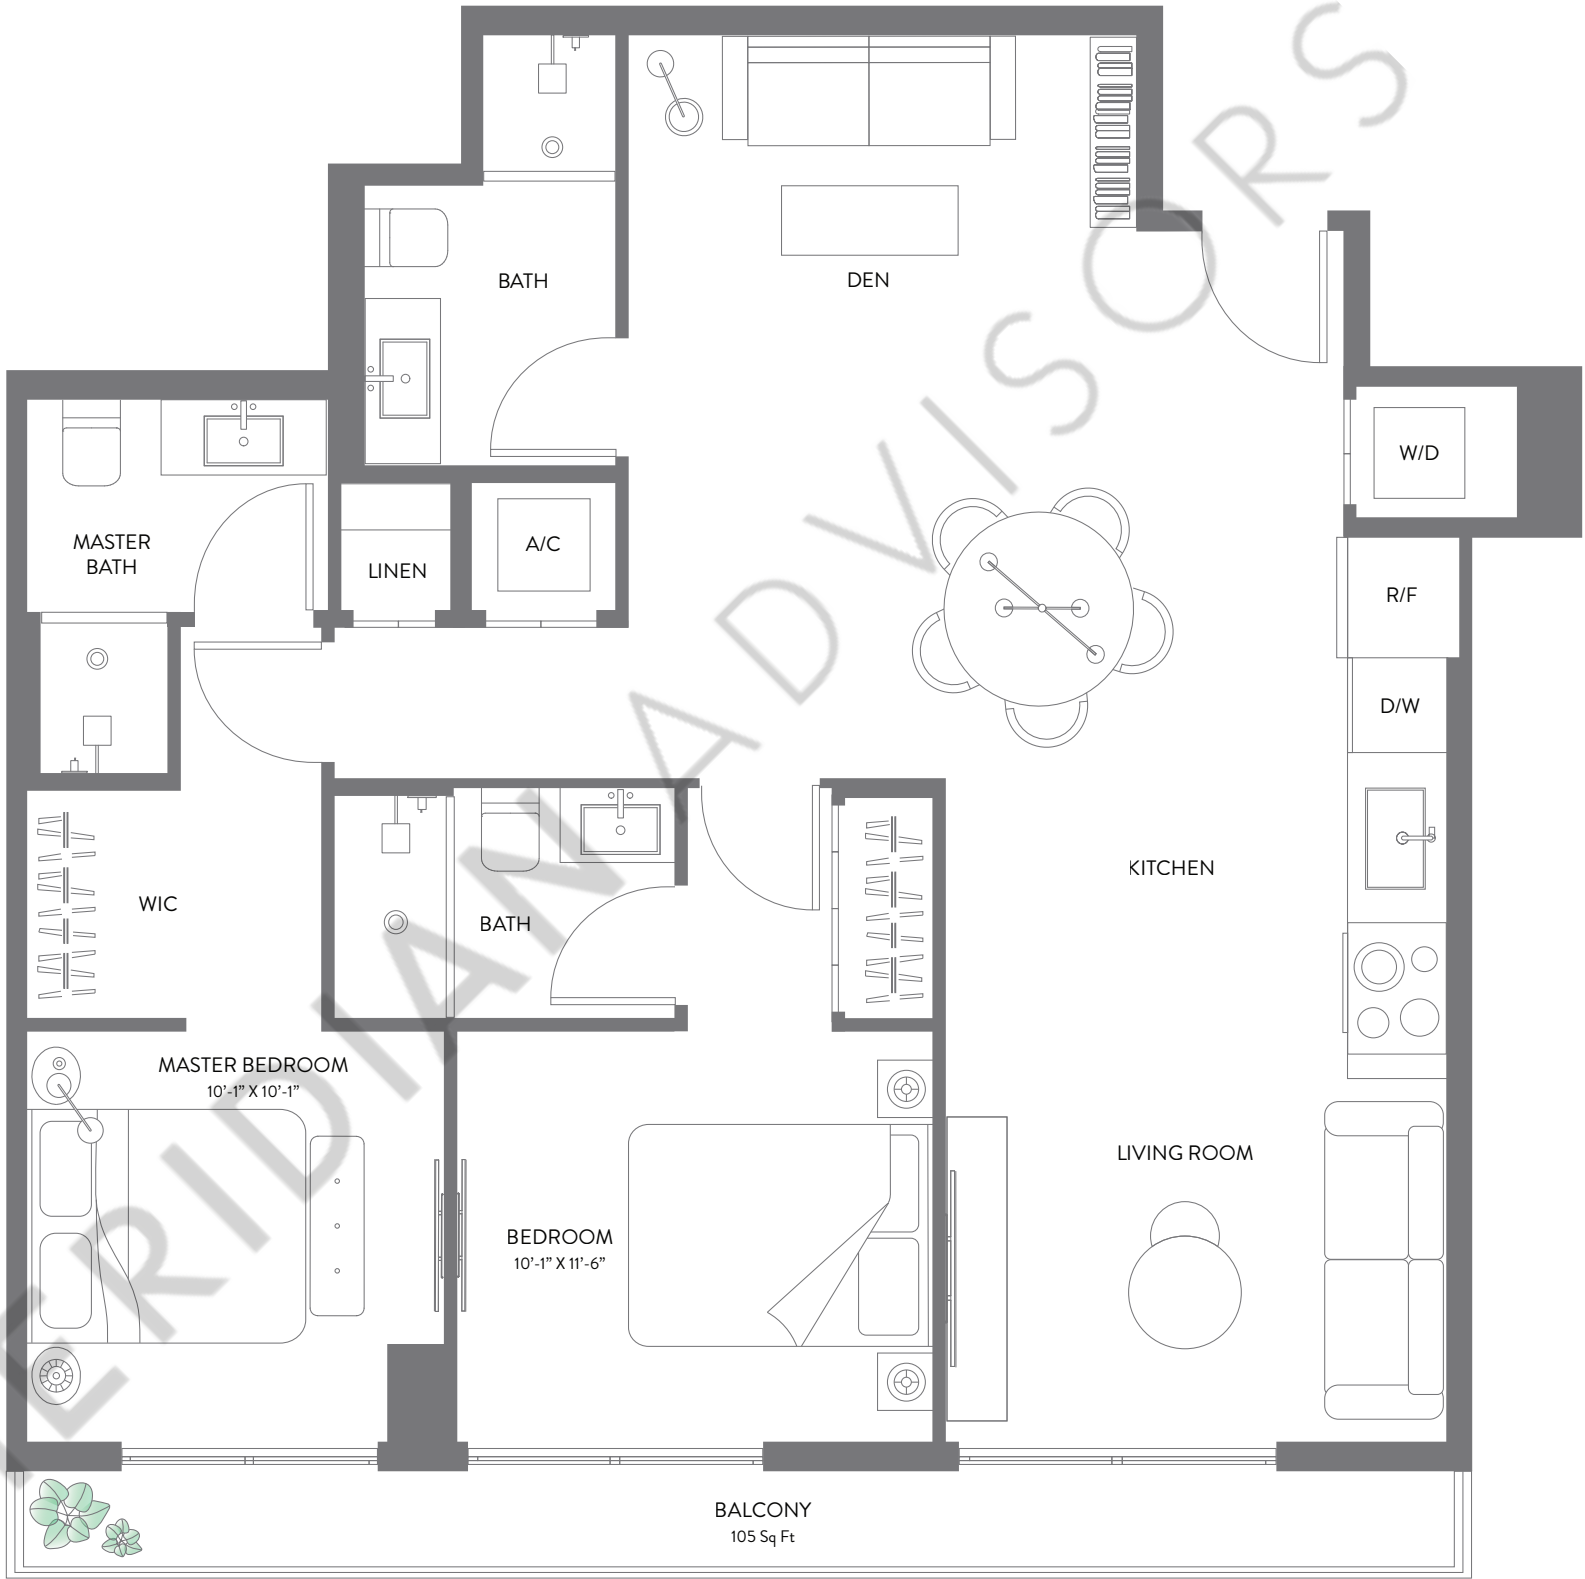 BATH
DEN
W/D
MASTER
BATH
LINEN
A/C
R/F
D/W
KITCHEN
WIC
BATH
MASTER BEDROOM
10'-1" X 10'-1"
BEDROOM
10'-1" X 11'-6"
LIVING ROOM
BALCONY
105 Sq Ft
MERIDIAN ADVISORS